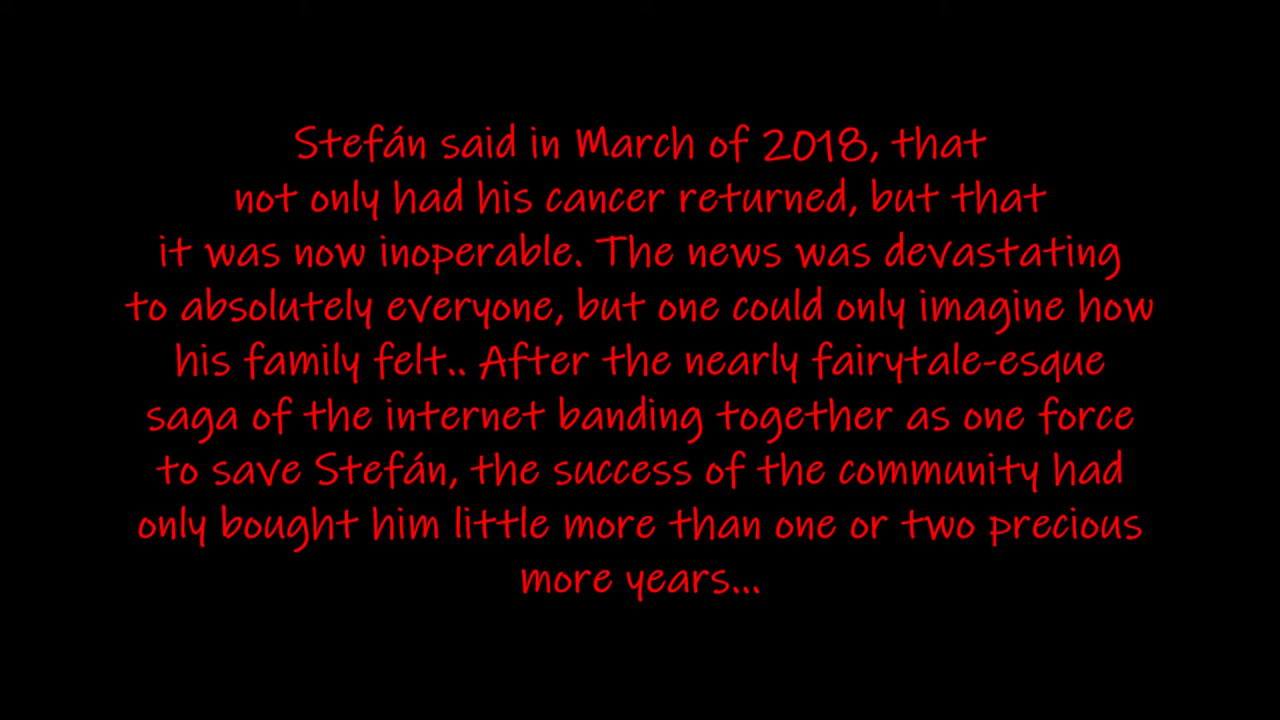 Stefán said in March of 2018, that
not only had his cancer returned, but that
it was now inoperable. The news was devastating
to absolutely everyone, but one could only imagine how
his family felt.. After the nearly fairytale-esque
saga of the internet banding together as one force
to save Stefán, the success of the community had
only bought him little more than one or two precious
more years...